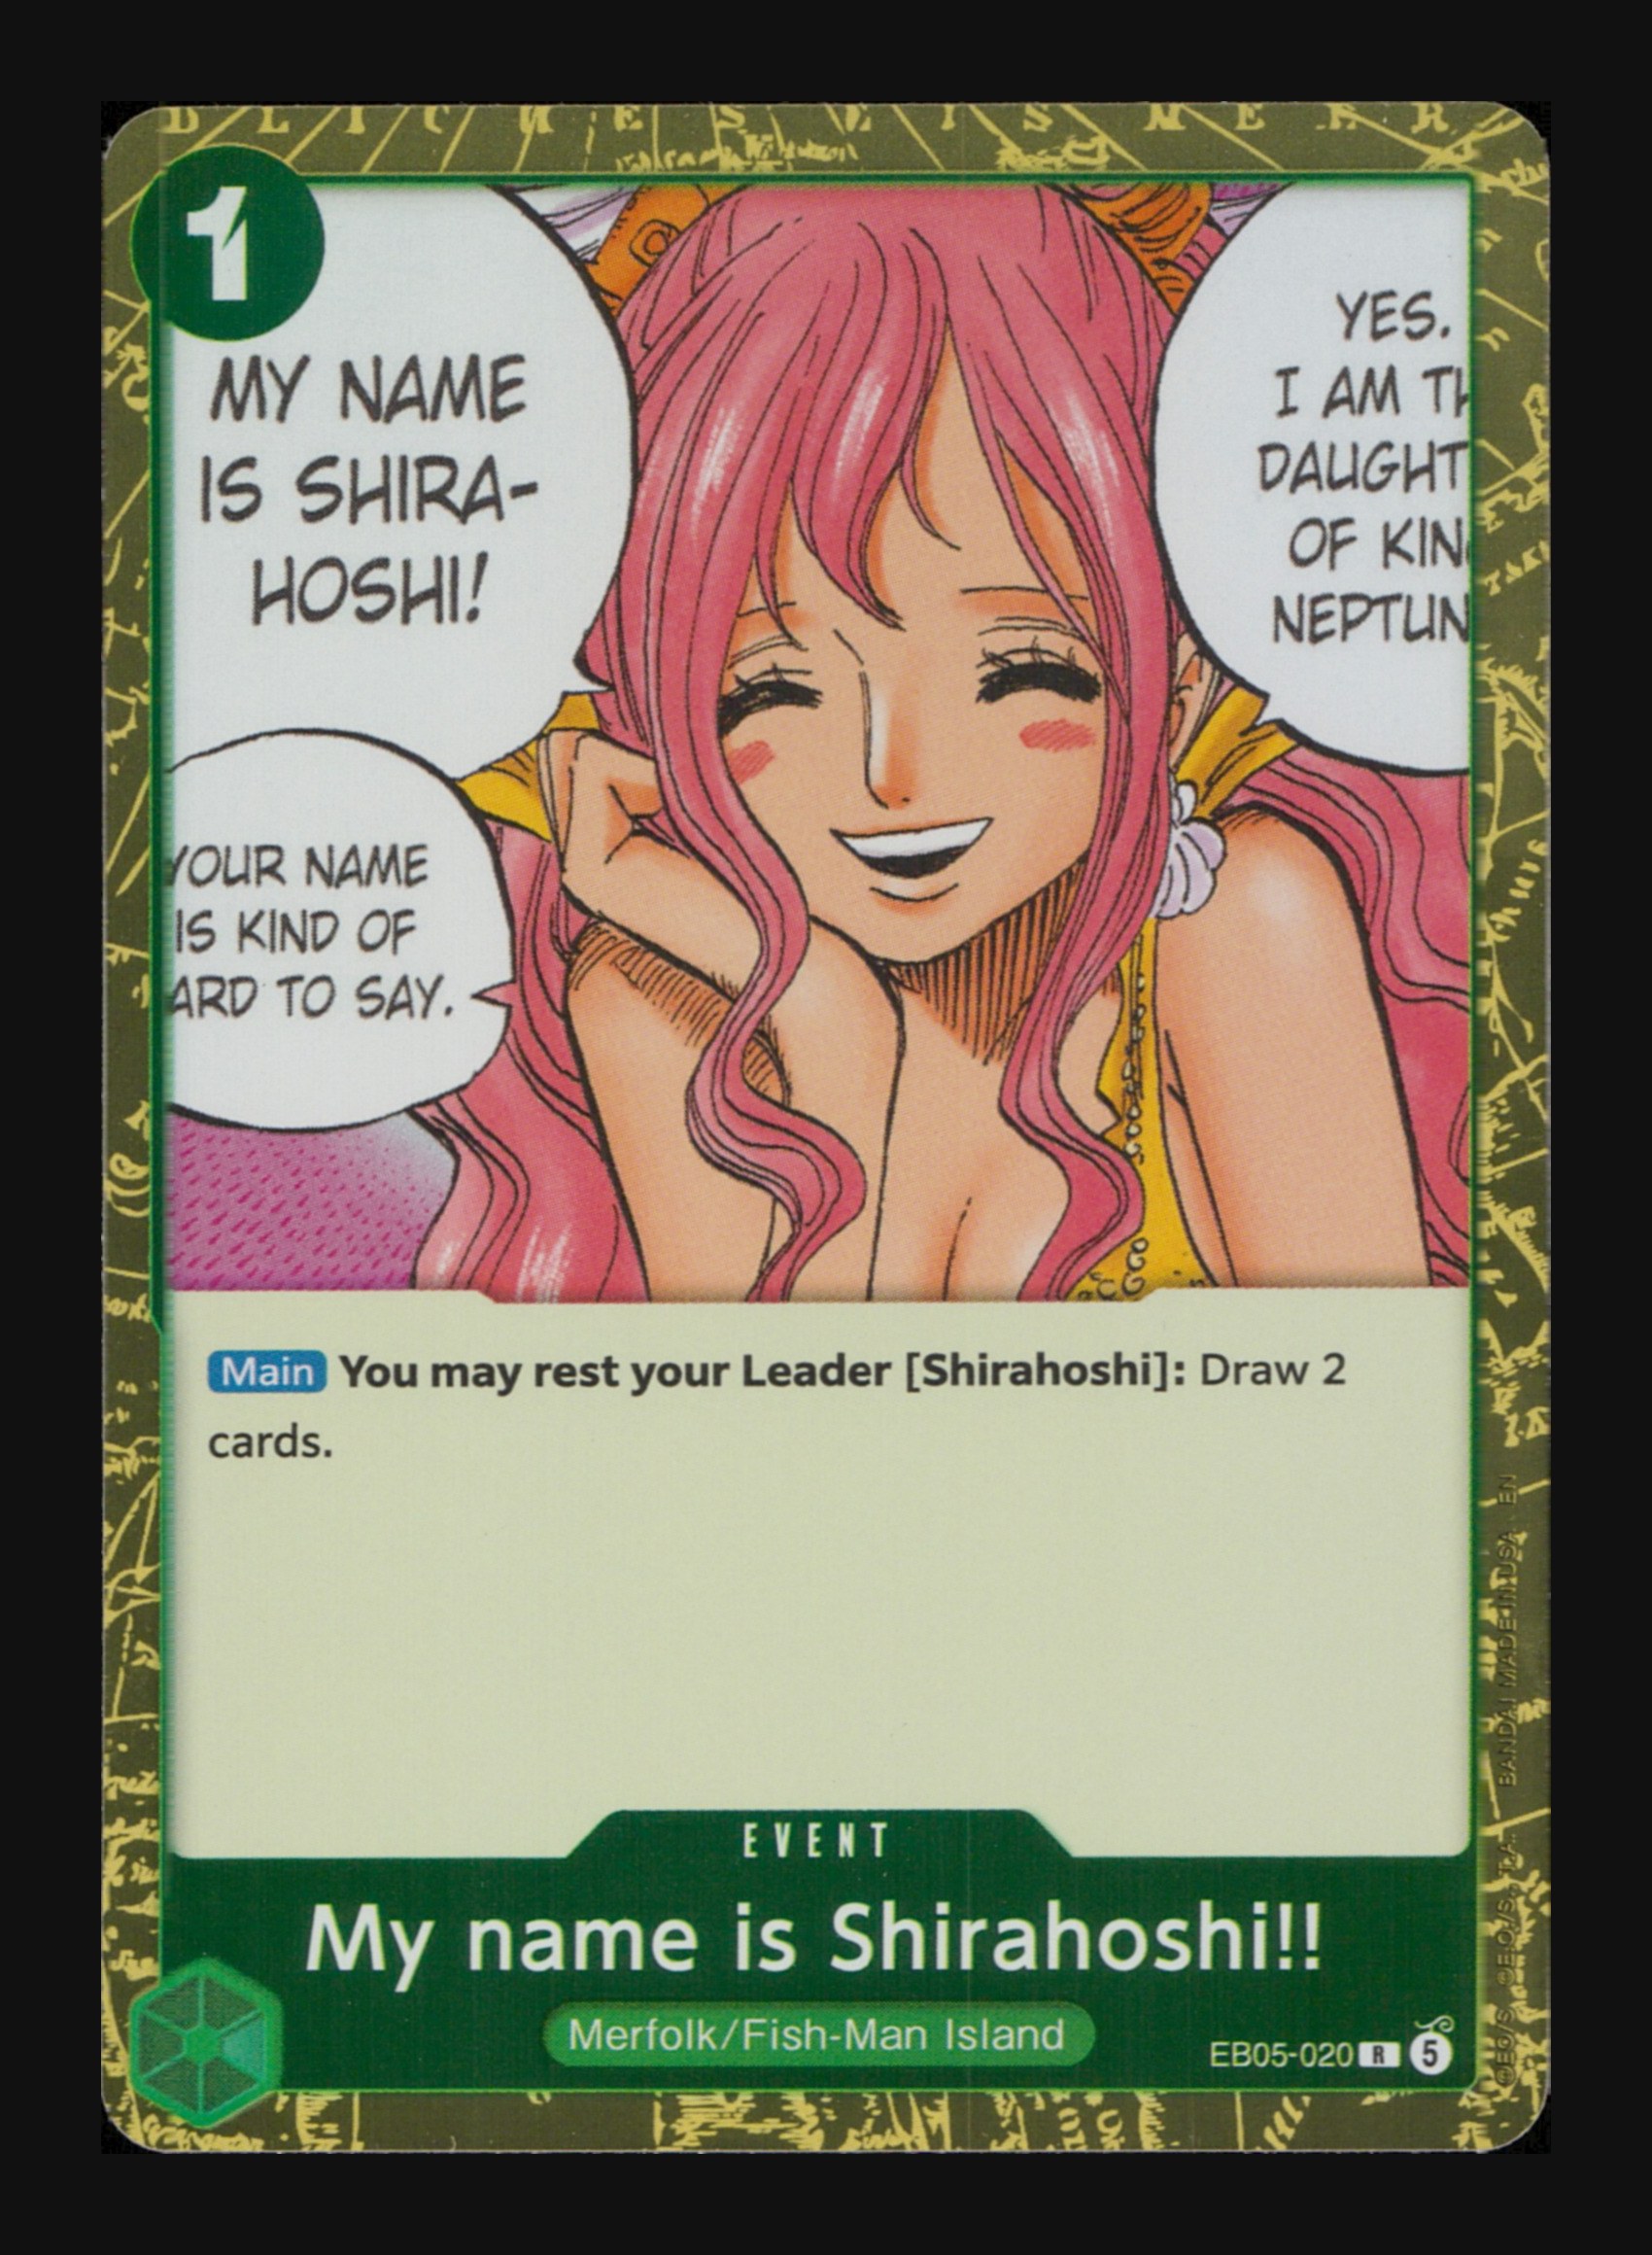 1
MY NAME
IS SHIRA-
HOSHI!
YES.
I AM TH
DAUGHT
OF KIN
NEPTUN
YOUR NAME
IS KIND OF
ARD TO SAY.
Main You may rest your Leader [Shirahoshi]: Draw 2
cards.
EVENT
My name is Shirahoshi!!
Merfolk/Fish-Man Island
EB05-020 R 5
BANDAI MADE IN USA EN